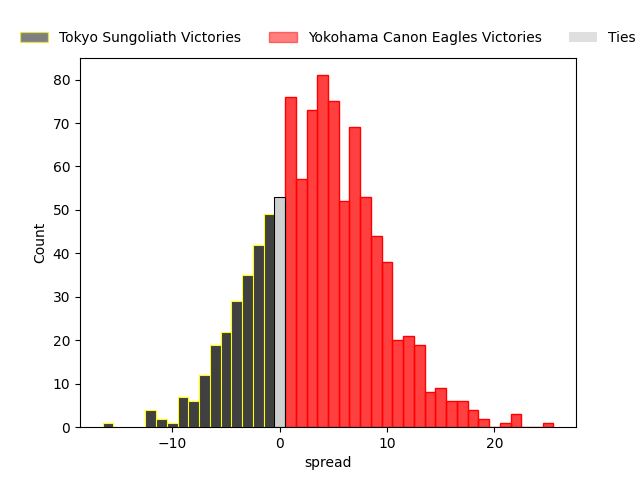 Tokyo Sungoliath Victories Yokohama Canon Eagles Victories Ties
80
70
60
50
40
30
20
10
0
Count
−10 0 10 20
spread